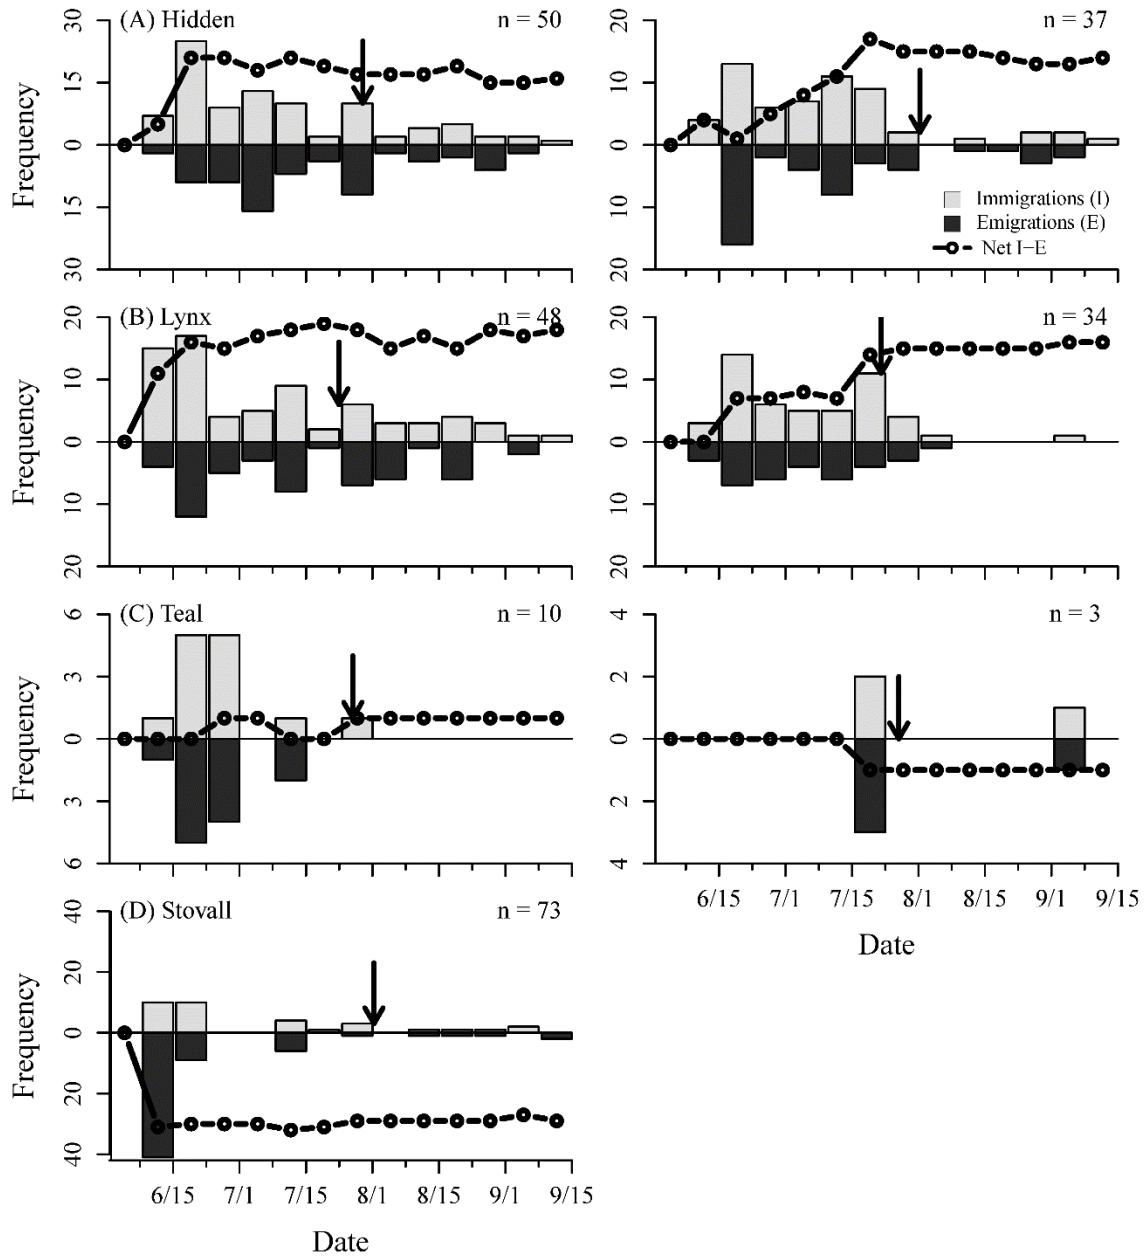 (A) Hidden
n = 50
Frequency
30
15
0
15
30
n = 37
20
10
0
10
20
Immigrations (I)
Emigrations (E)
Net I−E
(B) Lynx
n = 48
Frequency
20
10
0
10
20
n = 34
20
10
0
10
20
(C) Teal
n = 10
Frequency
6
3
0
3
6
n = 3
4
2
0
2
4
6/15 7/1 7/15 8/1 8/15 9/1 9/15
Date
(D) Stovall
n = 73
Frequency
40
20
0
20
40
6/15 7/1 7/15 8/1 8/15 9/1 9/15
Date